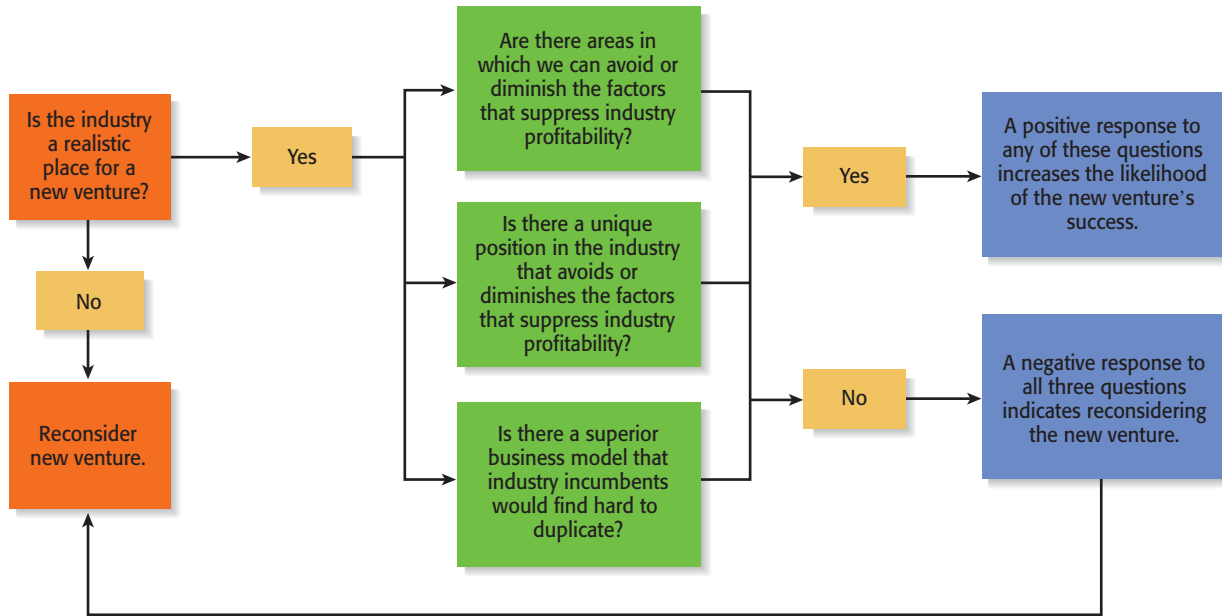 Is the industry
a realistic
place for a
new venture?
Yes
No
Reconsider
new venture.
Are there areas in
which we can avoid or
diminish the factors
that suppress industry
profitability?
Is there a unique
position in the industry
that avoids or
diminishes the factors
that suppress industry
profitability?
Is there a superior
business model that
industry incumbents
would find hard to
duplicate?
Yes
A positive response to
any of these questions
increases the likelihood
of the new venture's
success.
No
A negative response to
all three questions
indicates reconsidering
the new venture.